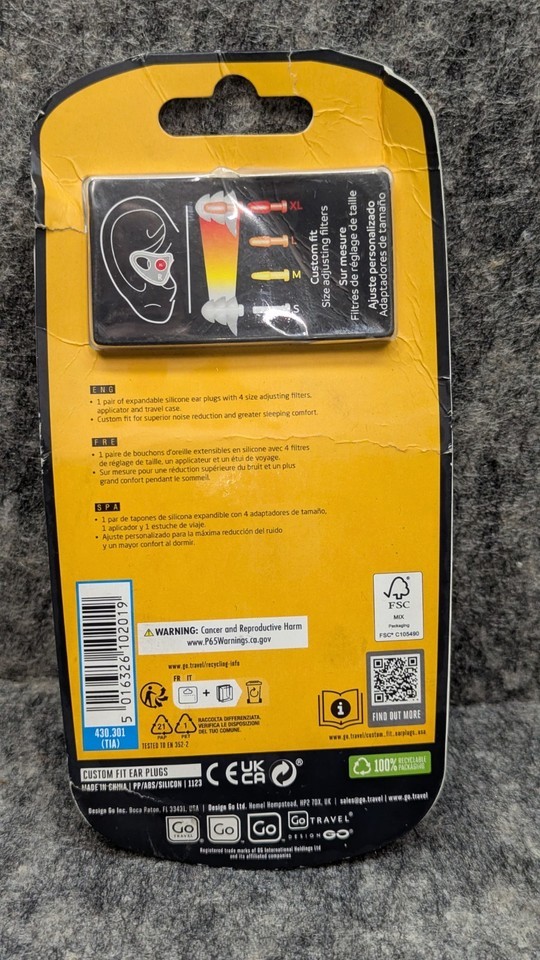 R
XL
L
M
S
Custom fit
Size adjusting filters
Sur mesure
Filtres de réglage de taille
Ajuste personalizado
Adaptadores de tamaño
ENG
• 1 pair of expandable silicone ear plugs with 4 size adjusting filters,
applicator and travel case.
• Custom fit for superior noise reduction and greater sleeping comfort.
FRE
• 1 paire de bouchons d'oreille extensibles en silicone avec 4 filtres
de réglage de taille, un applicateur et un étui de voyage.
• Sur mesure pour une réduction supérieure du bruit et un plus
grand confort pendant le sommeil.
SPA
• 1 par de tapones de silicona expandible con 4 adaptadores de tamaño,
1 aplicador y 1 estuche de viaje.
• Ajuste personalizado para la máxima reducción del ruido
y un mayor confort al dormir.
5 016326 102019
430.301
(TIA)
WARNING: Cancer and Reproductive Harm
www.P65Warnings.ca.gov
www.go.travel/recycling-info
FR IT
21
PAP
1
PET
RACCOLTA DIFFERENZIATA.
VERIFICA LE DISPOSIZIONI
DEL TUO COMUNE.
TESTED TO EN 352-2
FSC
MIX
Packaging
FSC® C105490
FIND OUT MORE
www.go.travel/custom_fit_earplugs_usa
CUSTOM FIT EAR PLUGS
MADE IN CHINA | PP/ABS/SILICON | 1123
CE UK CA ®
100% RECYCLABLE PACKAGING
Design Go Inc. Boca Raton, FL 33431, USA | Design Go Ltd. Hemel Hempstead, HP2 7DX, UK | sales@go.travel | www.go.travel
Go TRAVEL
Go
Go
Go TRAVEL®
DESIGN GO®
Registered trade marks of DG International Holdings Ltd
and its affiliated companies